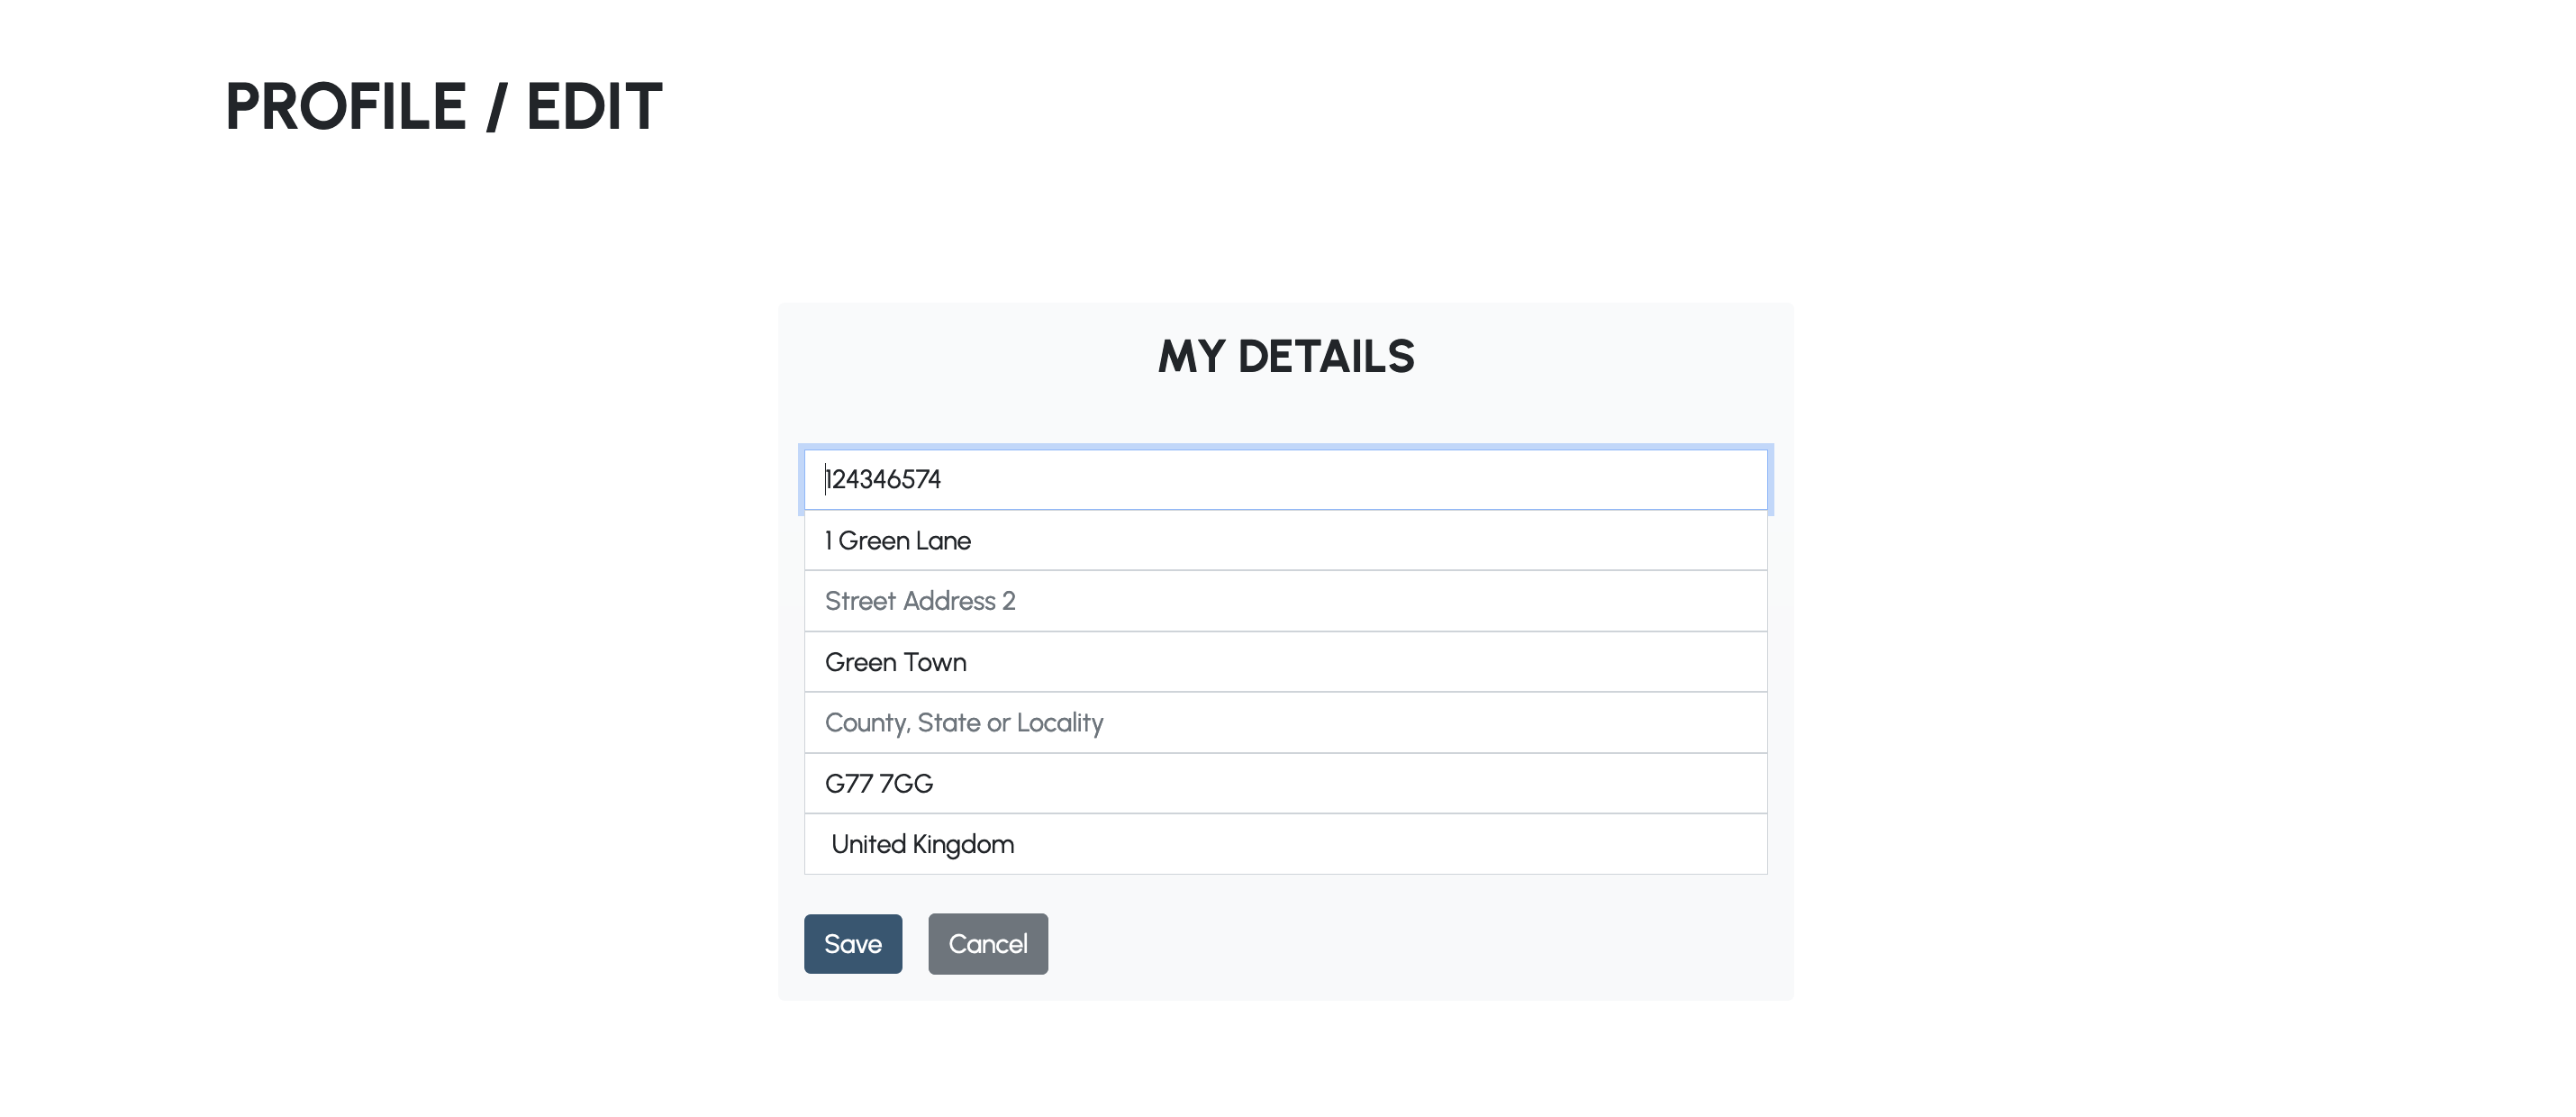 PROFILE / EDIT
MY DETAILS
124346574
1 Green Lane
Street Address 2
Green Town
County, State or Locality
G77 7GG
United Kingdom
Save Cancel